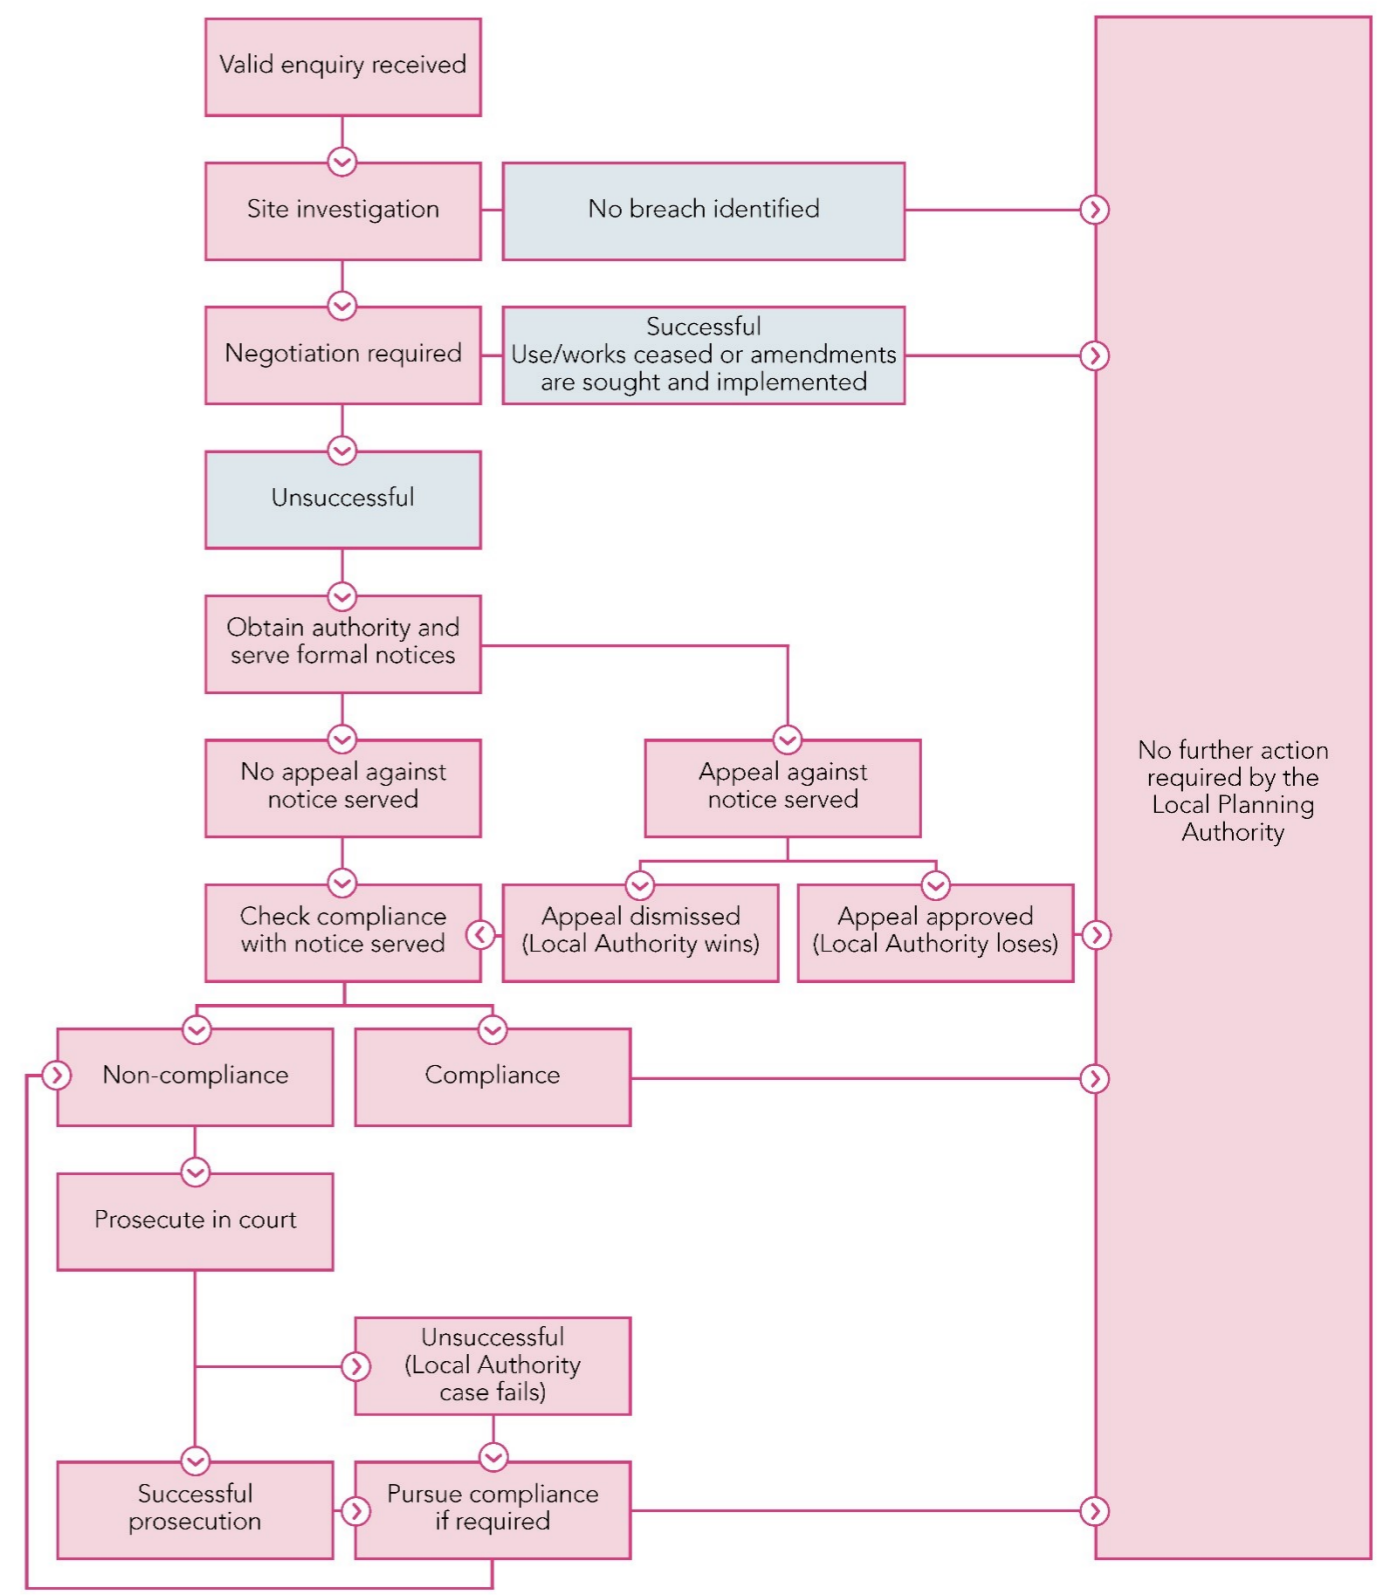 Valid enquiry received
Site investigation
No breach identified
Negotiation required
Successful
Use/works ceased or amendments
are sought and implemented
Unsuccessful
Obtain authority and
serve formal notices
No appeal against
notice served
Appeal against
notice served
No further action
required by the
Local Planning
Authority
Check compliance
with notice served
Appeal dismissed
(Local Authority wins)
Appeal approved
(Local Authority loses)
Non-compliance
Compliance
Prosecute in court
Unsuccessful
(Local Authority
case fails)
Successful
prosecution
Pursue compliance
if required